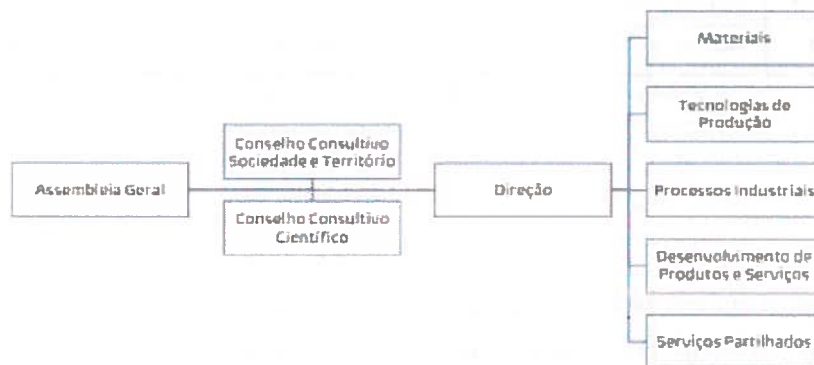 Assembleia Geral
Conselho Consultivo
Sociedade e Território
Conselho Consultivo
Científico
Direção
Materiais
Tecnologias de
Produção
Processos Industriais
Desenvolvimento de
Produtos e Serviços
Serviços Partilhados